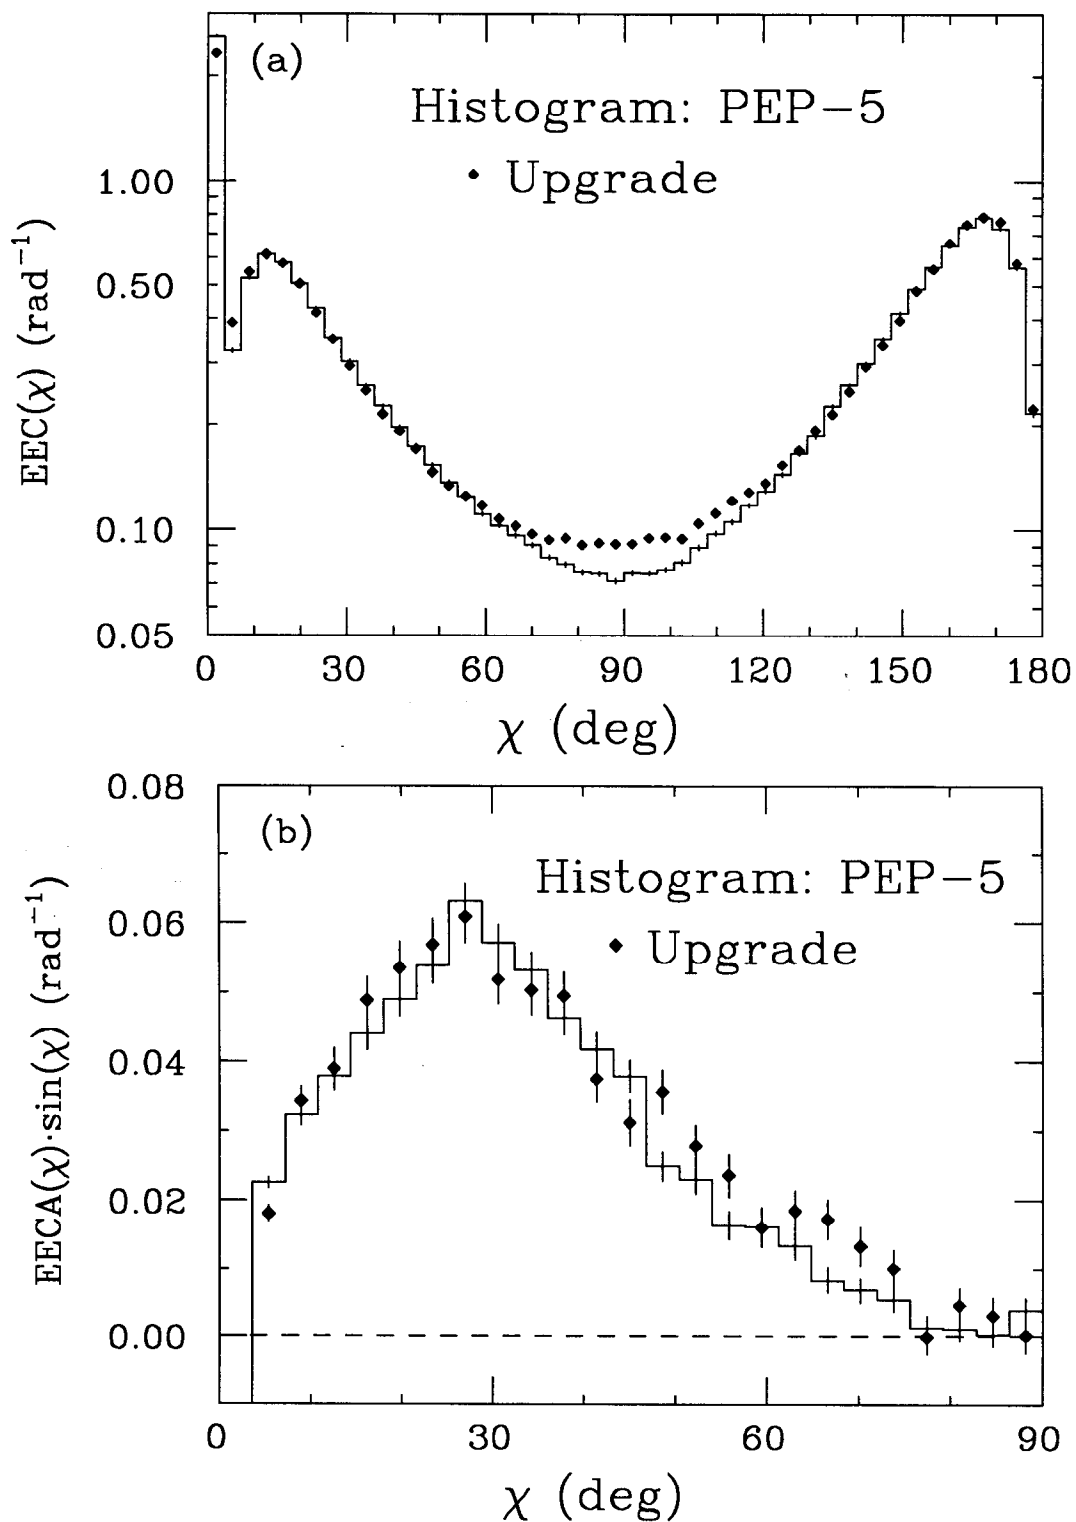 (a)
Histogram: PEP-5
Upgrade
EEC(χ) (rad⁻¹)
1.00
0.50
0.10
0.05
0 30 60 90 120 150 180
χ (deg)
(b)
Histogram: PEP-5
Upgrade
EECA(χ)·sin(χ) (rad⁻¹)
0.08
0.06
0.04
0.02
0.00
0 30 60 90
χ (deg)